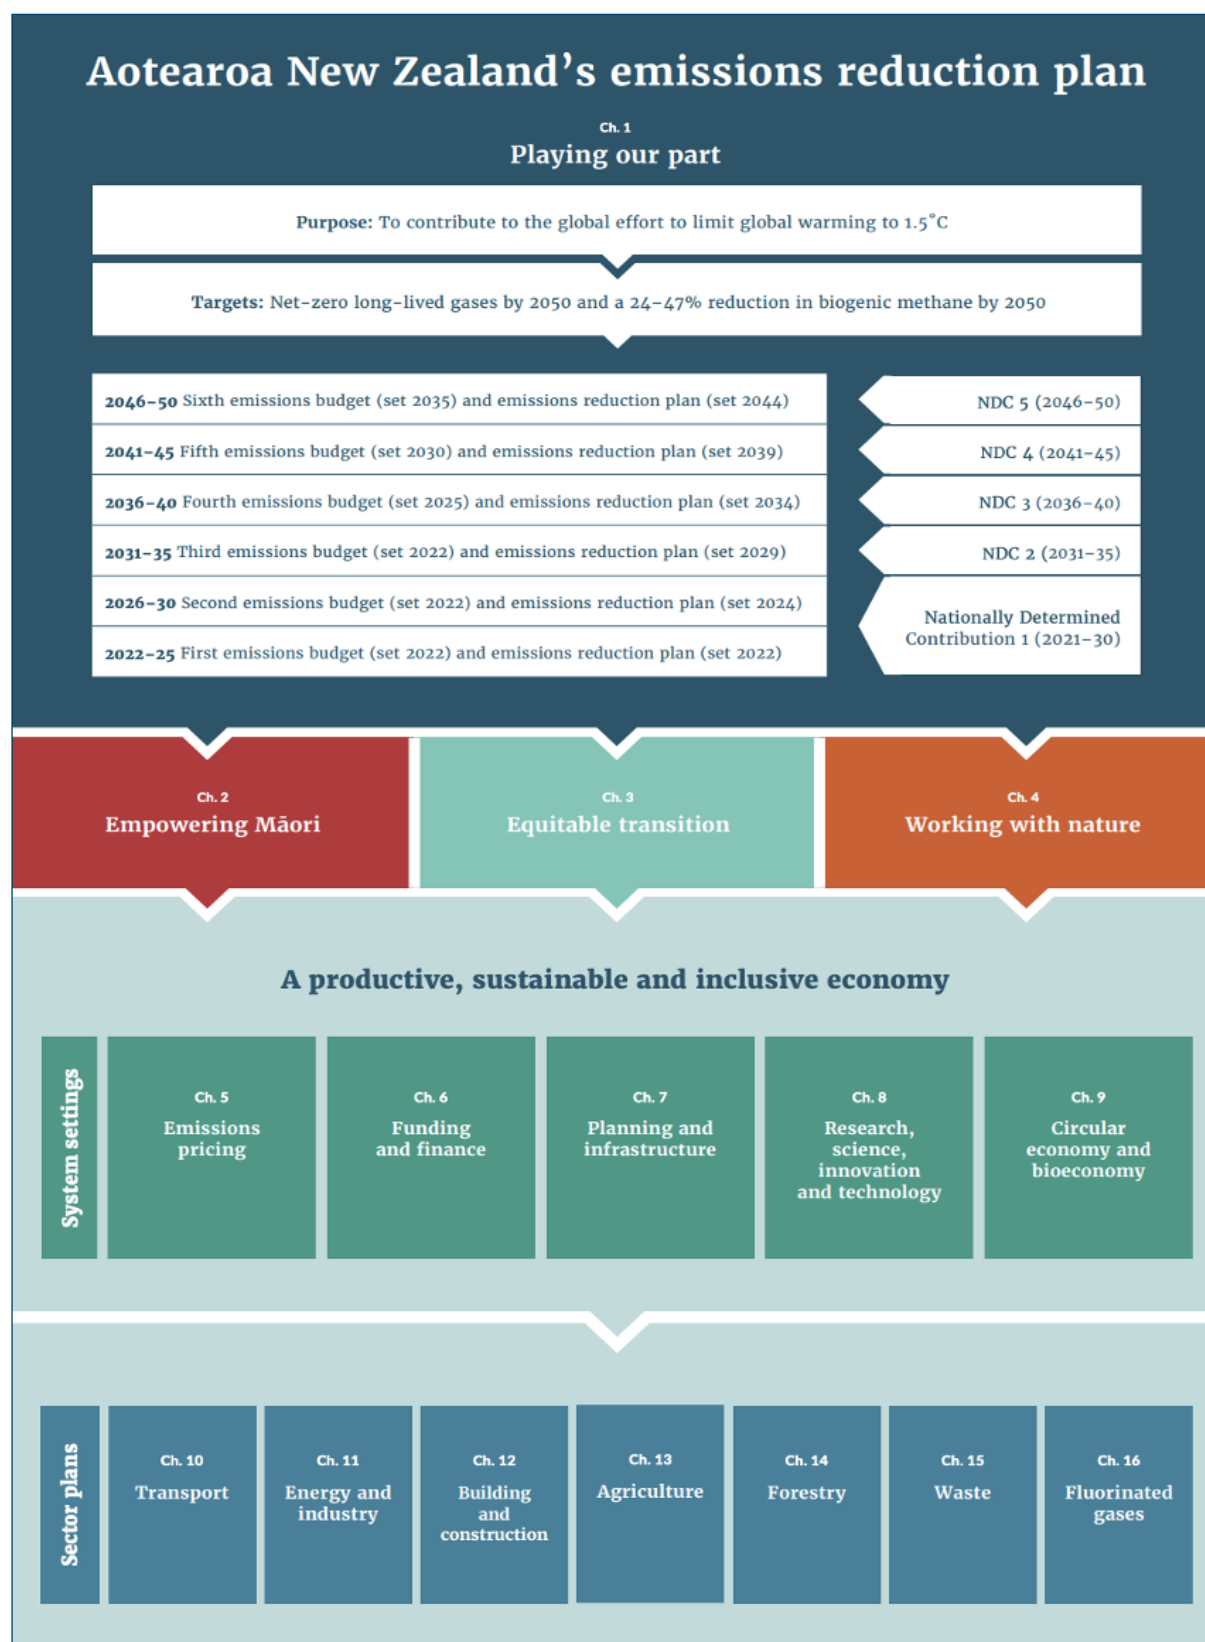 Aotearoa New Zealand’s emissions reduction plan
Ch. 1
Playing our part
Purpose: To contribute to the global effort to limit global warming to 1.5˚C
Targets: Net-zero long-lived gases by 2050 and a 24–47% reduction in biogenic methane by 2050
2046–50 Sixth emissions budget (set 2035) and emissions reduction plan (set 2044)
NDC 5 (2046–50)
2041–45 Fifth emissions budget (set 2030) and emissions reduction plan (set 2039)
NDC 4 (2041–45)
2036–40 Fourth emissions budget (set 2025) and emissions reduction plan (set 2034)
NDC 3 (2036–40)
2031–35 Third emissions budget (set 2022) and emissions reduction plan (set 2029)
NDC 2 (2031–35)
2026–30 Second emissions budget (set 2022) and emissions reduction plan (set 2024)
2022–25 First emissions budget (set 2022) and emissions reduction plan (set 2022)
Nationally Determined
Contribution 1 (2021–30)
Ch. 2
Empowering Māori
Ch. 3
Equitable transition
Ch. 4
Working with nature
A productive, sustainable and inclusive economy
System settings
Ch. 5
Emissions
pricing
Ch. 6
Funding
and finance
Ch. 7
Planning and
infrastructure
Ch. 8
Research,
science,
innovation
and technology
Ch. 9
Circular
economy and
bioeconomy
Sector plans
Ch. 10
Transport
Ch. 11
Energy and
industry
Ch. 12
Building
and
construction
Ch. 13
Agriculture
Ch. 14
Forestry
Ch. 15
Waste
Ch. 16
Fluorinated
gases